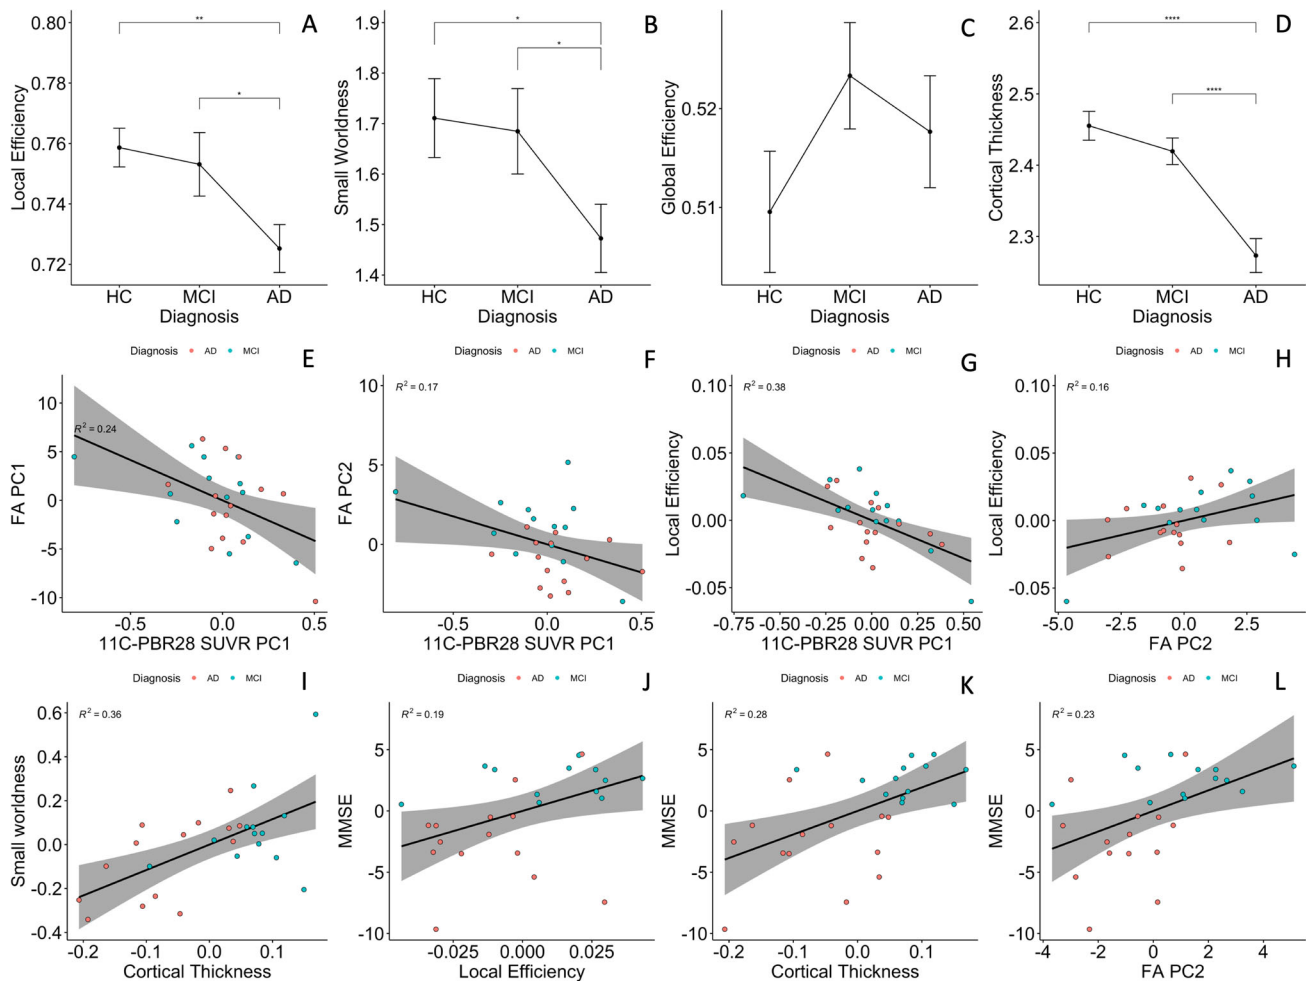 A
Local Efficiency
0.80
0.78
0.76
0.74
0.72
**
*
HC MCI AD
Diagnosis
B
Small Worldness
1.9
1.8
1.7
1.6
1.5
1.4
*
*
HC MCI AD
Diagnosis
C
Global Efficiency
0.52
0.51
HC MCI AD
Diagnosis
D
Cortical Thickness
2.6
2.5
2.4
2.3
****
****
HC MCI AD
Diagnosis
Diagnosis AD MCI
E
FA PC1
10
5
0
-5
-10
R² = 0.24
-0.5 0.0 0.5
11C-PBR28 SUVR PC1
Diagnosis AD MCI
F
FA PC2
10
5
0
R² = 0.17
-0.5 0.0 0.5
11C-PBR28 SUVR PC1
Diagnosis AD MCI
G
Local Efficiency
0.10
0.05
0.00
-0.05
R² = 0.38
-0.75 -0.50 -0.25 0.00 0.25 0.50
11C-PBR28 SUVR PC1
Diagnosis AD MCI
H
Local Efficiency
0.10
0.05
0.00
-0.05
R² = 0.16
-5.0 -2.5 0.0 2.5
FA PC2
Diagnosis AD MCI
I
Small worldness
0.6
0.4
0.2
0.0
-0.2
-0.4
R² = 0.36
-0.2 -0.1 0.0 0.1
Cortical Thickness
Diagnosis AD MCI
J
MMSE
5
0
-5
-10
R² = 0.19
-0.025 0.000 0.025
Local Efficiency
Diagnosis AD MCI
K
MMSE
5
0
-5
-10
R² = 0.28
-0.2 -0.1 0.0 0.1
Cortical Thickness
Diagnosis AD MCI
L
MMSE
5
0
-5
-10
R² = 0.23
-4 -2 0 2 4
FA PC2